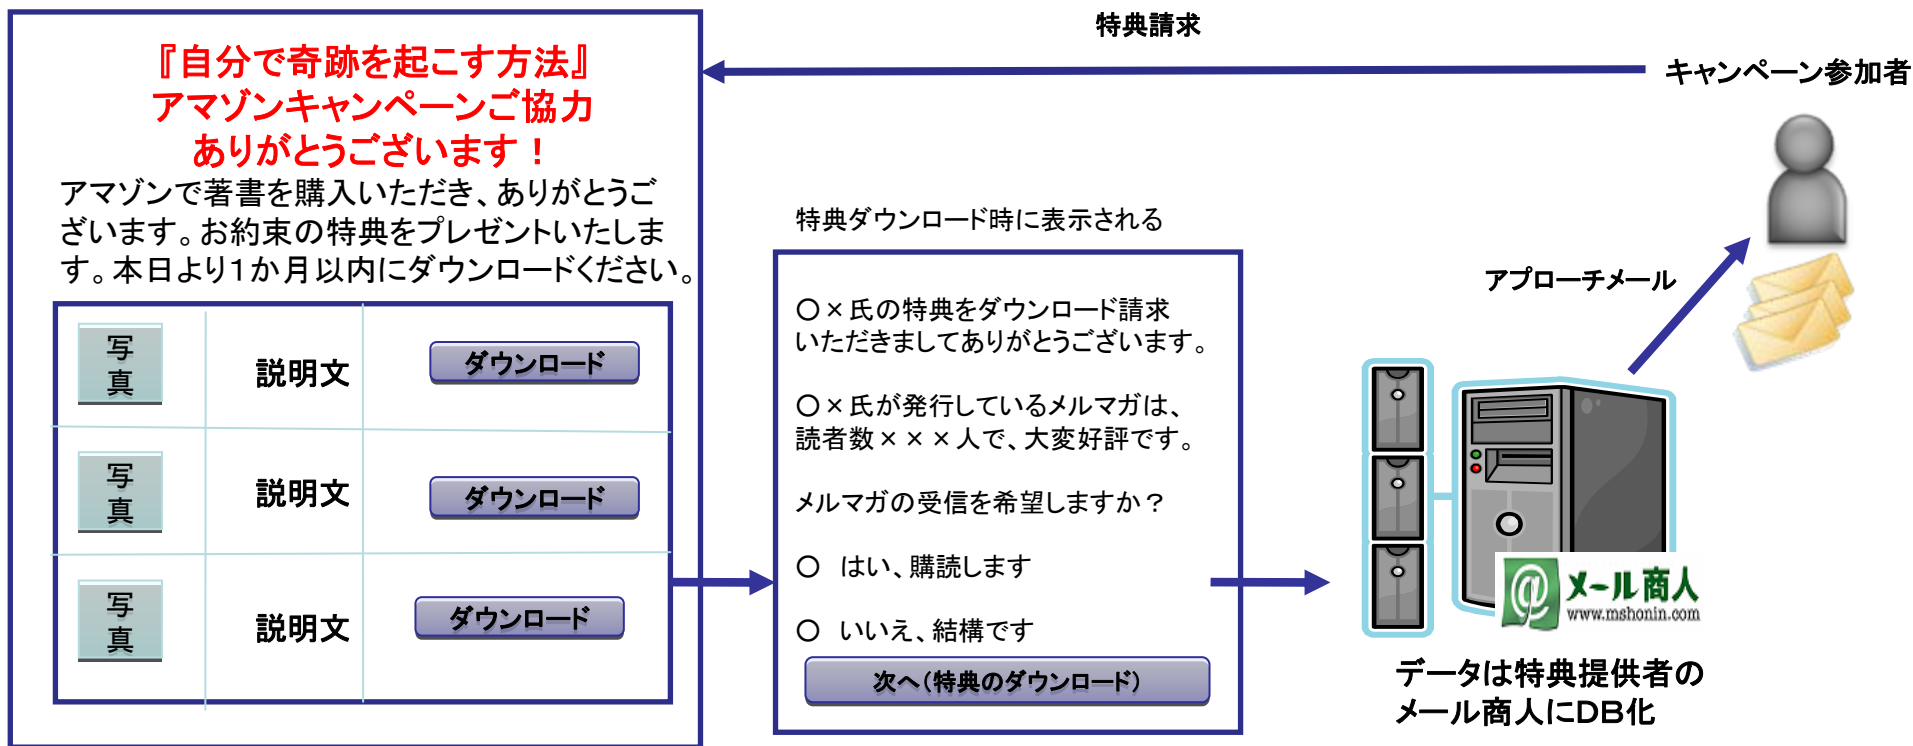 特典請求
キャンペーン参加者
『自分で奇跡を起こす方法』
アマゾンキャンペーンご協力
ありがとうございます！
アマゾンで著書を購入いただき、ありがとうご
ざいます。お約束の特典をプレゼントいたしま
す。本日より１か月以内にダウンロードください。
写
真
説明文
ダウンロード
写
真
説明文
ダウンロード
写
真
説明文
ダウンロード
特典ダウンロード時に表示される
○×氏の特典をダウンロード請求
いただきましてありがとうございます。
○×氏が発行しているメルマガは、
読者数×××人で、大変好評です。
メルマガの受信を希望しますか？
○　はい、購読します
○　いいえ、結構です
次へ（特典のダウンロード）
アプローチメール
@
メール商人
www.mshonin.com
データは特典提供者の
メール商人にＤＢ化